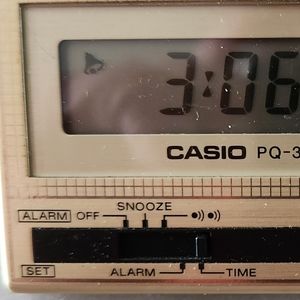 3:06
CASIO PQ-3
SNOOZE
ALARM OFF
SET ALARM TIME